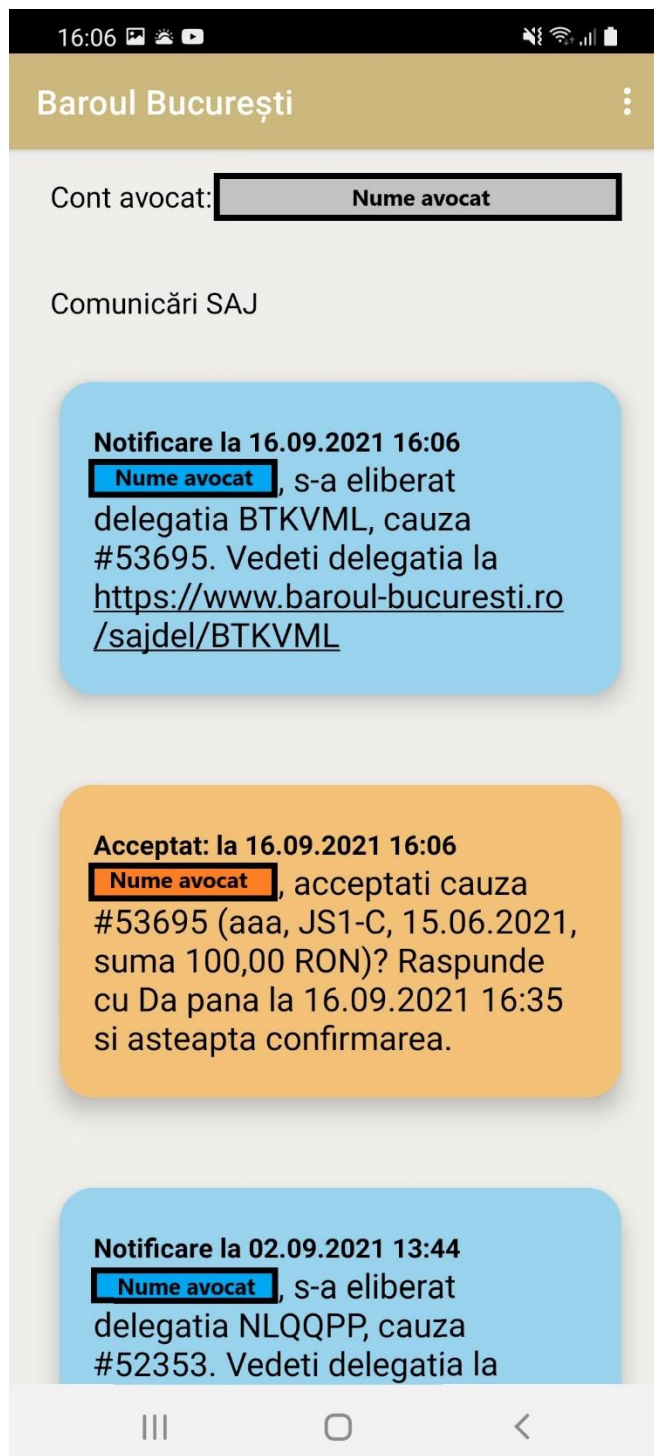 16:06
Baroul București
Cont avocat: Nume avocat
Comunicări SAJ
Notificare la 16.09.2021 16:06
Nume avocat, s-a eliberat
delegatia BTKVML, cauza
#53695. Vedeti delegatia la
https://www.baroul-bucuresti.ro
/sajdel/BTKVML
Acceptat: la 16.09.2021 16:06
Nume avocat, acceptati cauza
#53695 (aaa, JS1-C, 15.06.2021,
suma 100,00 RON)? Raspunde
cu Da pana la 16.09.2021 16:35
si asteapta confirmarea.
Notificare la 02.09.2021 13:44
Nume avocat, s-a eliberat
delegatia NLQQPP, cauza
#52353. Vedeti delegatia la